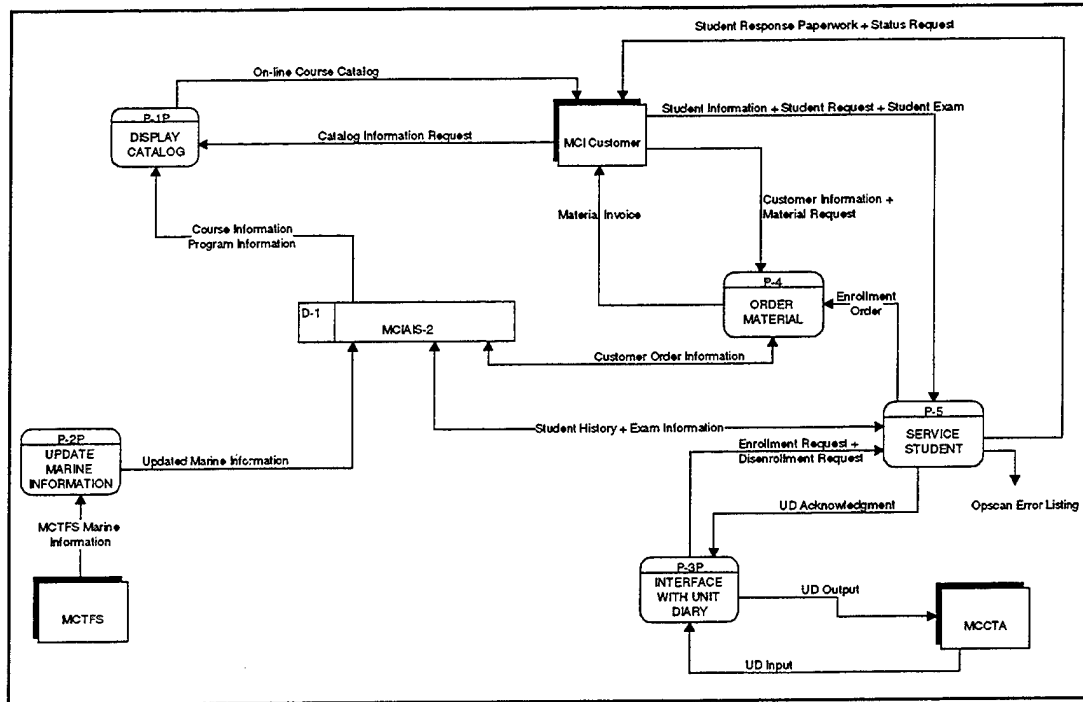 Student Response Paperwork + Status Request
On-line Course Catalog
P-1P
DISPLAY
CATALOG
Catalog Information Request
MCI Customer
Student Information + Student Request + Student Exam
Material Invoice
Customer Information +
Material Request
Course Information
Program Information
P-4
ORDER
MATERIAL
Enrollment
Order
D-1
MCIAIS-2
Customer Order Information
P-5
SERVICE
STUDENT
Student History + Exam Information
P-2P
UPDATE
MARINE
INFORMATION
Updated Marine Information
Enrollment Request +
Disenrollment Request
Opscan Error Listing
UD Acknowledgment
MCTFS Marine
Information
P-3P
INTERFACE
WITH UNIT
DIARY
UD Output
MCTFS
MCCTA
UD Input